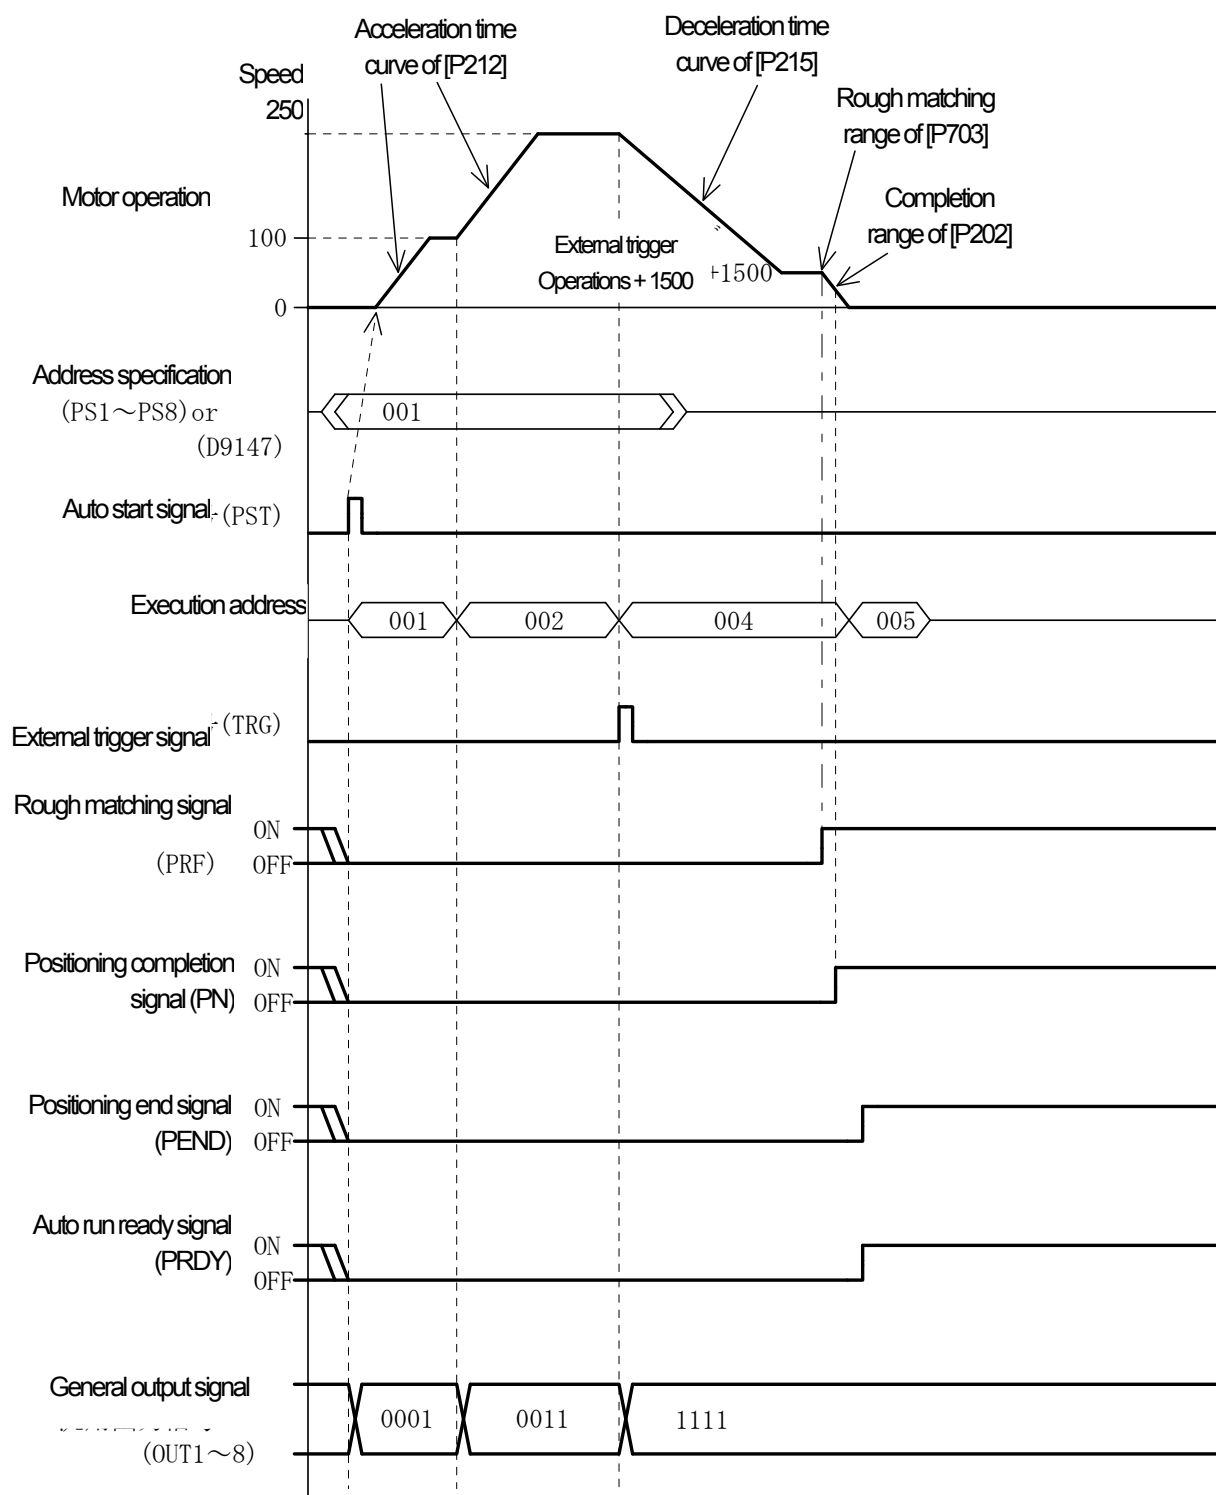 Acceleration time
curve of [P212]
Deceleration time
curve of [P215]
Speed
250
Rough matching
range of [P703]
Motor operation
Completion
range of [P202]
100
External trigger
Operations + 1500
+1500
0
Address specification
(PS1～PS8) or
(D9147)
001
Auto start signal (PST)
Execution address
001
002
004
005
(TRG)
External trigger signal
Rough matching signal
ON
(PRF)
OFF
Positioning completion
ON
signal (PN)
OFF
Positioning end signal
ON
(PEND)
OFF
Auto run ready signal
ON
(PRDY)
OFF
General output signal
(OUT1～8)
0001
0011
1111